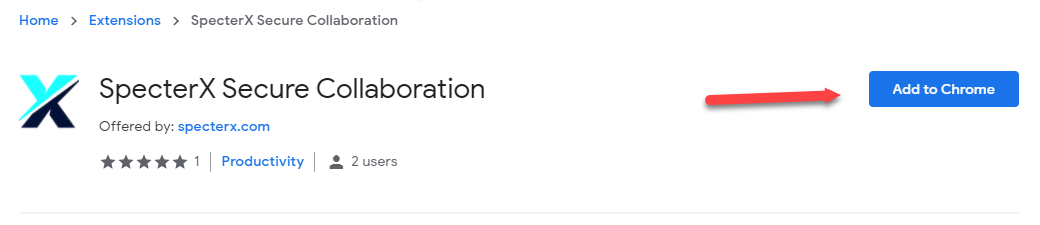 Home > Extensions > SpecterX Secure Collaboration
SpecterX Secure Collaboration
Add to Chrome
Offered by: specterx.com
★★★★★ 1 | Productivity | 2 users